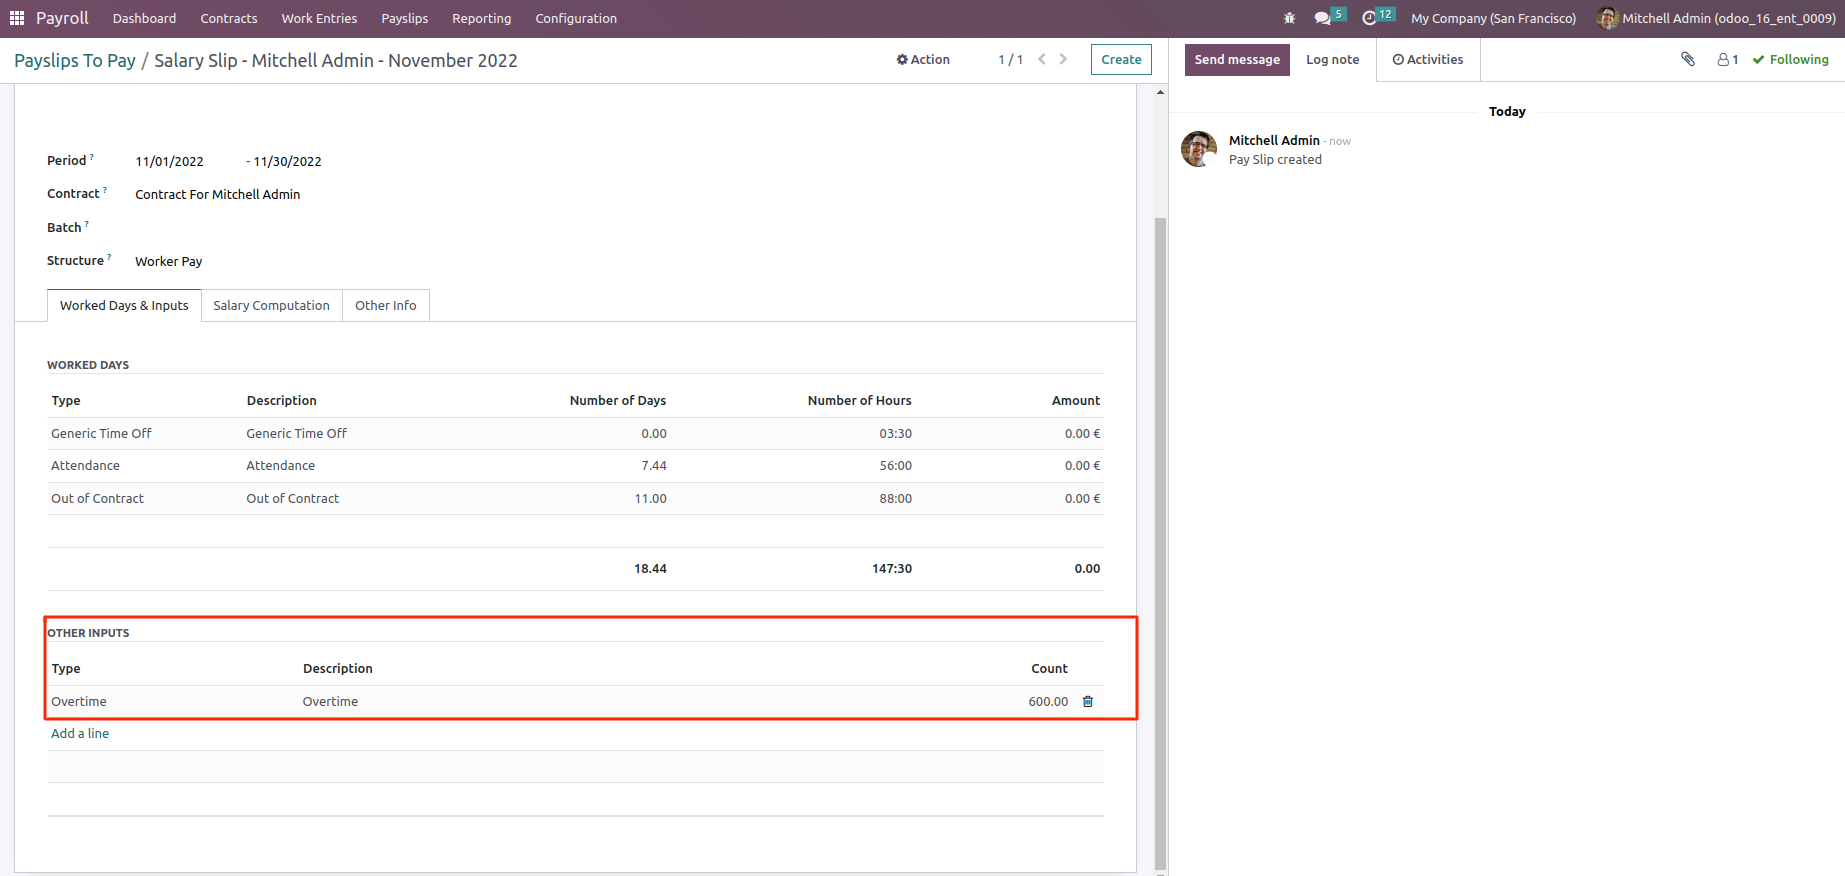 Payroll Dashboard Contracts Work Entries Payslips Reporting Configuration 5 12 My Company (San Francisco) Mitchell Admin (odoo_16_ent_0009)
Payslips To Pay / Salary Slip - Mitchell Admin - November 2022 Action 1 / 1 Create
Send message Log note Activities 1 Following
Today
Mitchell Admin - now
Pay Slip created
Period ? 11/01/2022 - 11/30/2022
Contract ? Contract For Mitchell Admin
Batch ?
Structure ? Worker Pay
Worked Days & Inputs Salary Computation Other Info
WORKED DAYS
Type Description Number of Days Number of Hours Amount
Generic Time Off Generic Time Off 0.00 03:30 0.00 €
Attendance Attendance 7.44 56:00 0.00 €
Out of Contract Out of Contract 11.00 88:00 0.00 €
18.44 147:30 0.00
OTHER INPUTS
Type Description Count
Overtime Overtime 600.00
Add a line